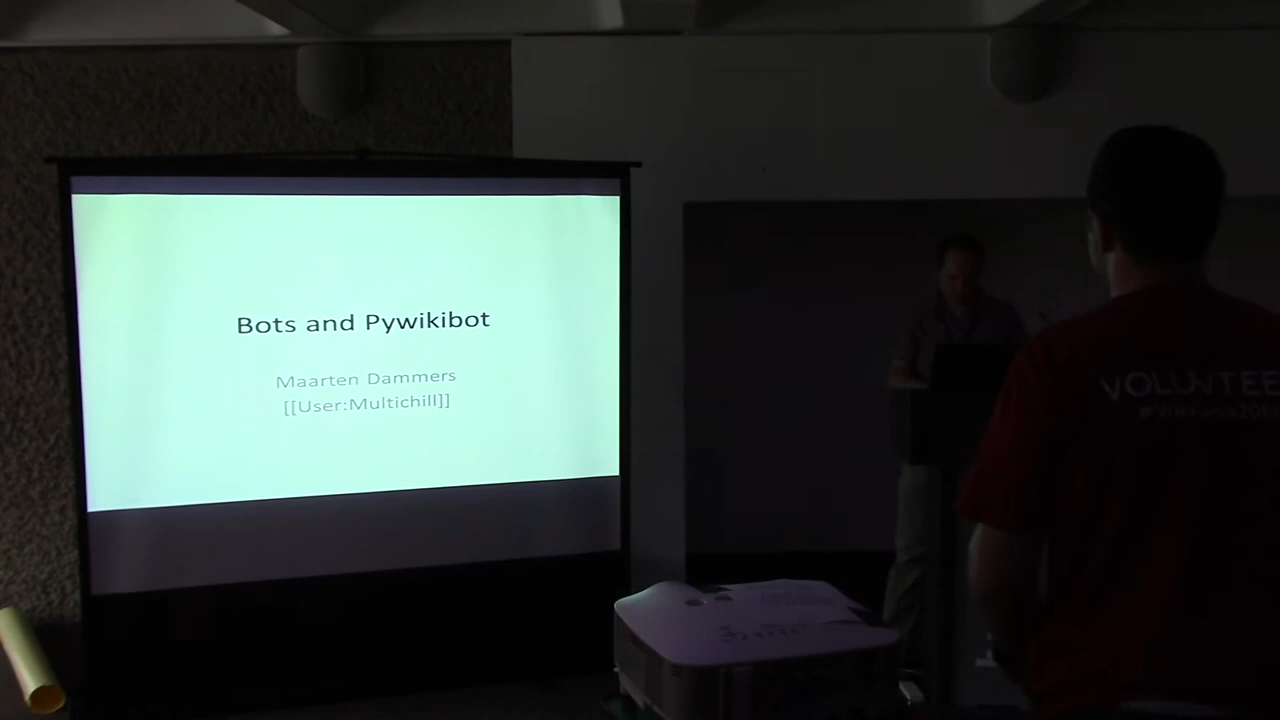 Bots and Pywikibot
Maarten Dammers
[[User:Multichill]]
VOLUNTEE